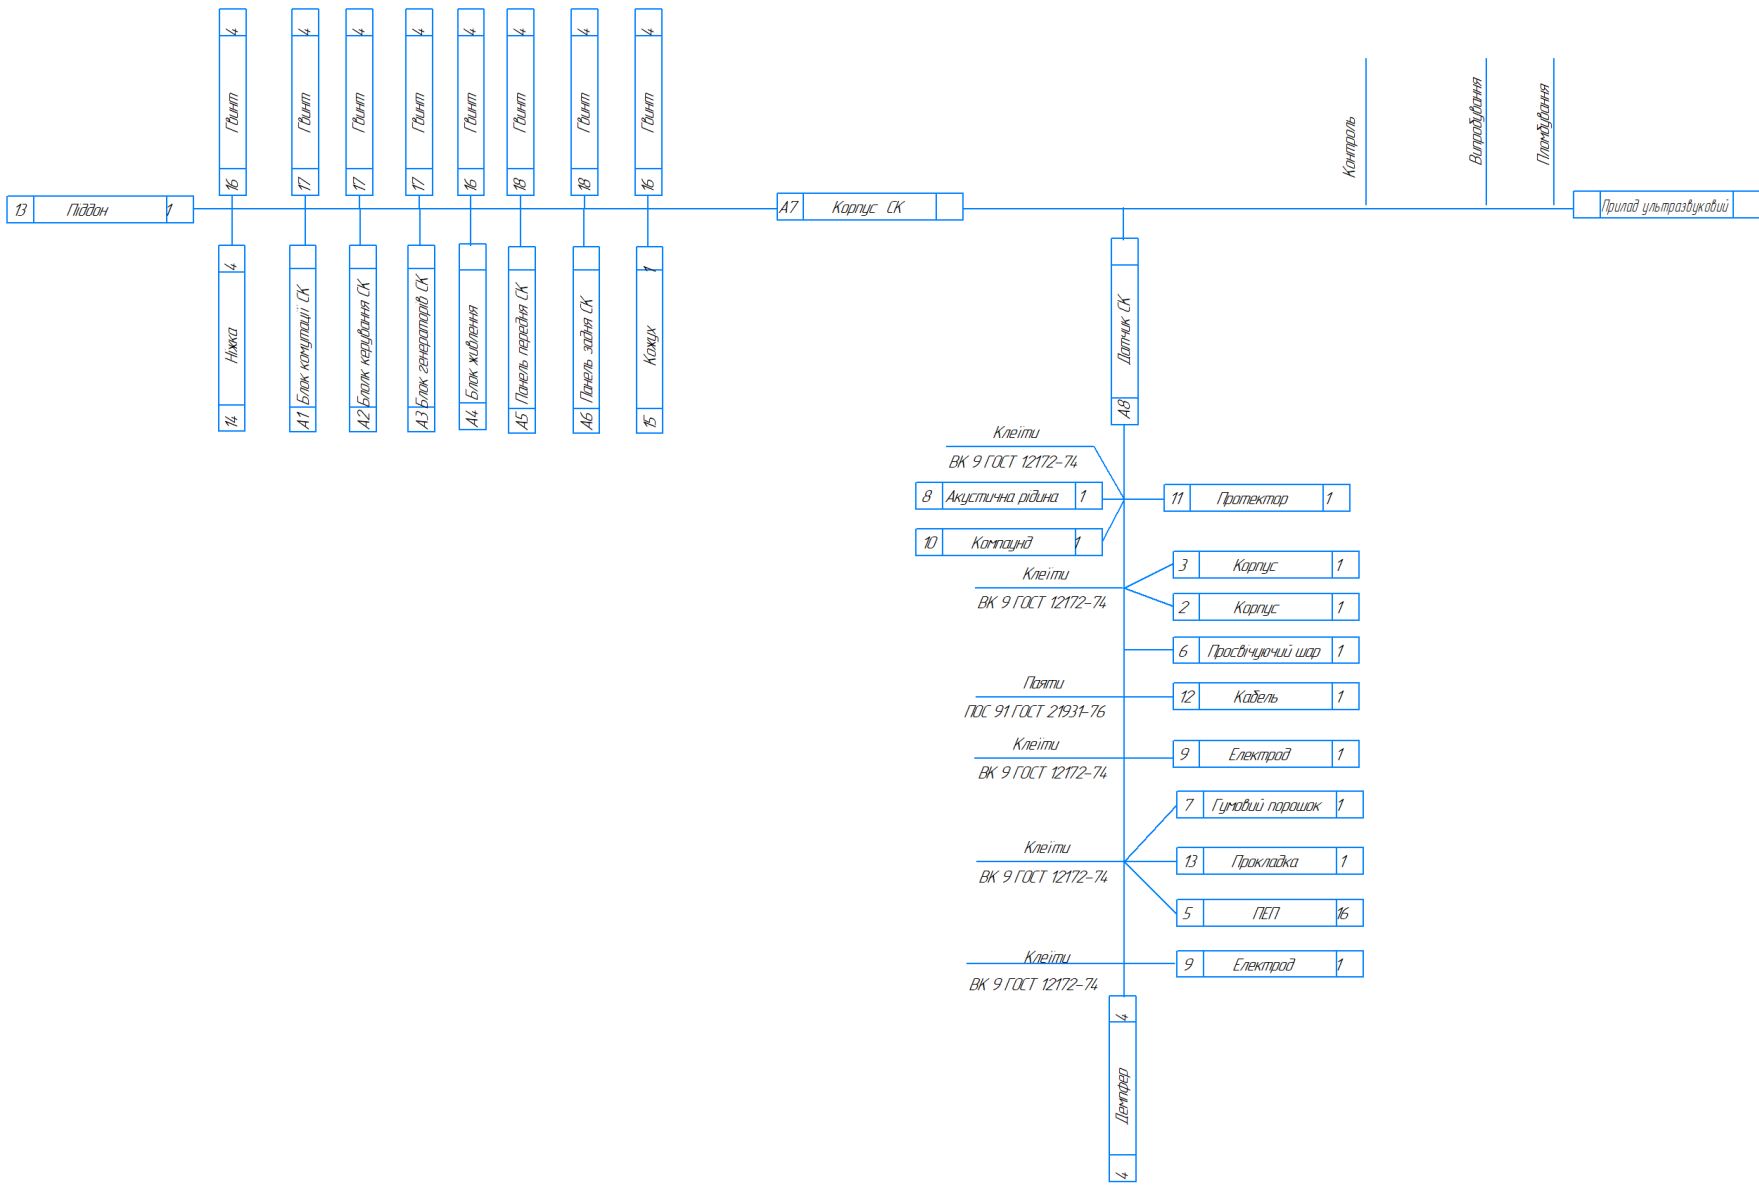 4 Гвинт 16
4 Гвинт 17
4 Гвинт 17
4 Гвинт 17
4 Гвинт 16
4 Гвинт 18
4 Гвинт 18
4 Гвинт 16
Контроль
Випробування
Пломбування
13 Піддон 1
А7 Корпус СК
Прилад ультразвуковий
4 Ніжка 14
А1 Блок комутації СК
А2 Блолк керування СК
А3 Блок генераторів СК
А4 Блок живлення
А5 Панель передня СК
А6 Панель задня СК
1 Кожух 15
Датчик СК А8
Клеїти
ВК 9 ГОСТ 12172-74
8 Акустична рідина 1
11 Протектор 1
10 Компаунд 1
3 Корпус 1
Клеїти
ВК 9 ГОСТ 12172-74
2 Корпус 1
6 Просвічуючий шар 1
Паяти
ПОС 91 ГОСТ 21931-76
12 Кабель 1
Клеїти
ВК 9 ГОСТ 12172-74
9 Електрод 1
7 Гумовий порошок 1
Клеїти
ВК 9 ГОСТ 12172-74
13 Прокладка 1
5 ПЕП 16
Клеїти
ВК 9 ГОСТ 12172-74
9 Електрод 1
4 Демпфер 4